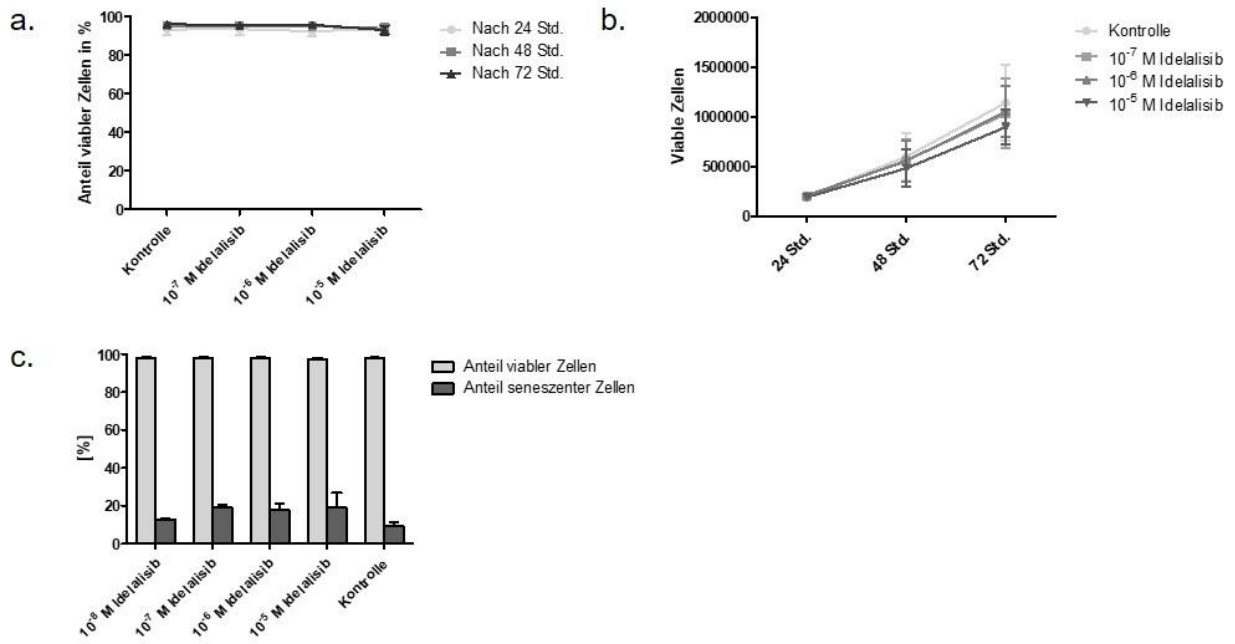 a.
Anteil viabler Zellen in %
100
80
60
40
20
0
Kontrolle
10⁻⁷ M Idelalisib
10⁻⁶ M Idelalisib
10⁻⁵ M Idelalisib
Nach 24 Std.
Nach 48 Std.
Nach 72 Std.
b.
Viable Zellen
2000000
1500000
1000000
500000
0
24 Std.
48 Std.
72 Std.
Kontrolle
10⁻⁷ M Idelalisib
10⁻⁶ M Idelalisib
10⁻⁵ M Idelalisib
c.
[%]
100
80
60
40
20
0
10⁻⁸ M Idelalisib
10⁻⁷ M Idelalisib
10⁻⁶ M Idelalisib
10⁻⁵ M Idelalisib
Kontrolle
Anteil viabler Zellen
Anteil seneszenter Zellen